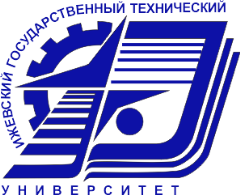 ИЖЕВСКИЙ ГОСУДАРСТВЕННЫЙ ТЕХНИЧЕСКИЙ
УНИВЕРСИТЕТ